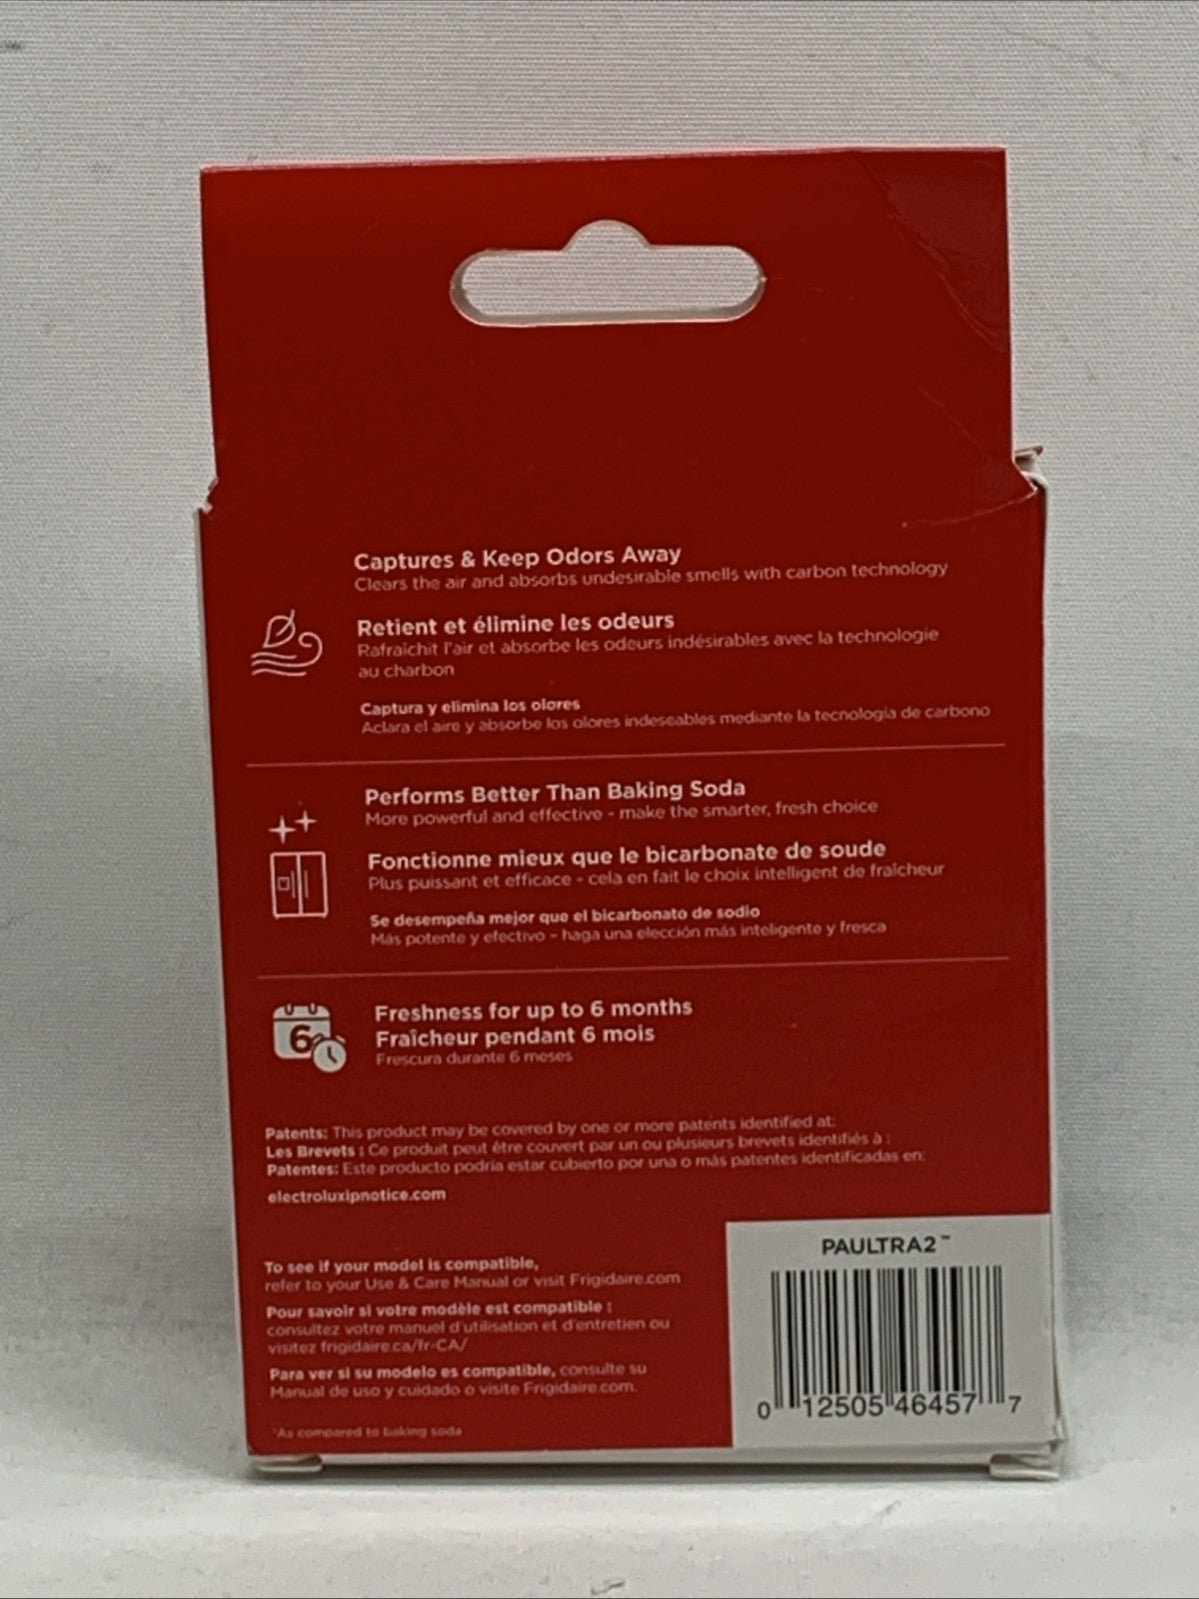 Captures & Keep Odors Away
Clears the air and absorbs undesirable smells with carbon technology
Retient et élimine les odeurs
Rafraîchit l'air et absorbe les odeurs indésirables avec la technologie
au charbon
Captura y elimina los olores
Aclara el aire y absorbe los olores indeseables mediante la tecnología de carbono
Performs Better Than Baking Soda
More powerful and effective - make the smarter, fresh choice
Fonctionne mieux que le bicarbonate de soude
Plus puissant et efficace - cela en fait le choix intelligent de fraîcheur
Se desempeña mejor que el bicarbonato de sodio
Más potente y efectivo - haga una elección más inteligente y fresca
6
Freshness for up to 6 months
Fraîcheur pendant 6 mois
Frescura durante 6 meses
Patents: This product may be covered by one or more patents identified at:
Les Brevets : Ce produit peut être couvert par un ou plusieurs brevets identifiés à :
Patentes: Este producto podría estar cubierto por una o más patentes identificadas en:
electroluxipnotice.com
To see if your model is compatible,
refer to your Use & Care Manual or visit Frigidaire.com
Pour savoir si votre modèle est compatible :
consultez votre manuel d'utilisation et d'entretien ou
visitez frigidaire.ca/fr-CA/
Para ver si su modelo es compatible, consulte su
Manual de uso y cuidado o visite Frigidaire.com.
*As compared to baking soda
PAULTRA2™
0 12505 46457 7